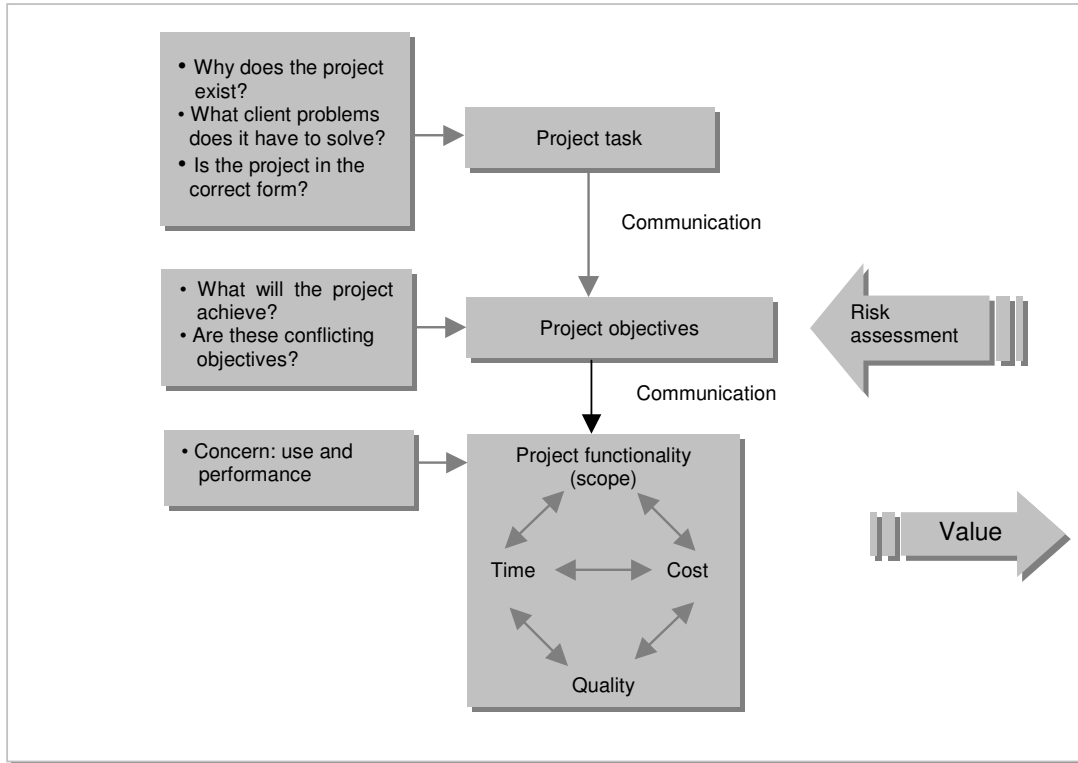 • Why does the project
exist?
• What client problems
does it have to solve?
• Is the project in the
correct form?
Project task
Communication
• What will the project
achieve?
• Are these conflicting
objectives?
Project objectives
Risk
assessment
Communication
• Concern: use and
performance
Project functionality
(scope)
Time
Cost
Quality
Value